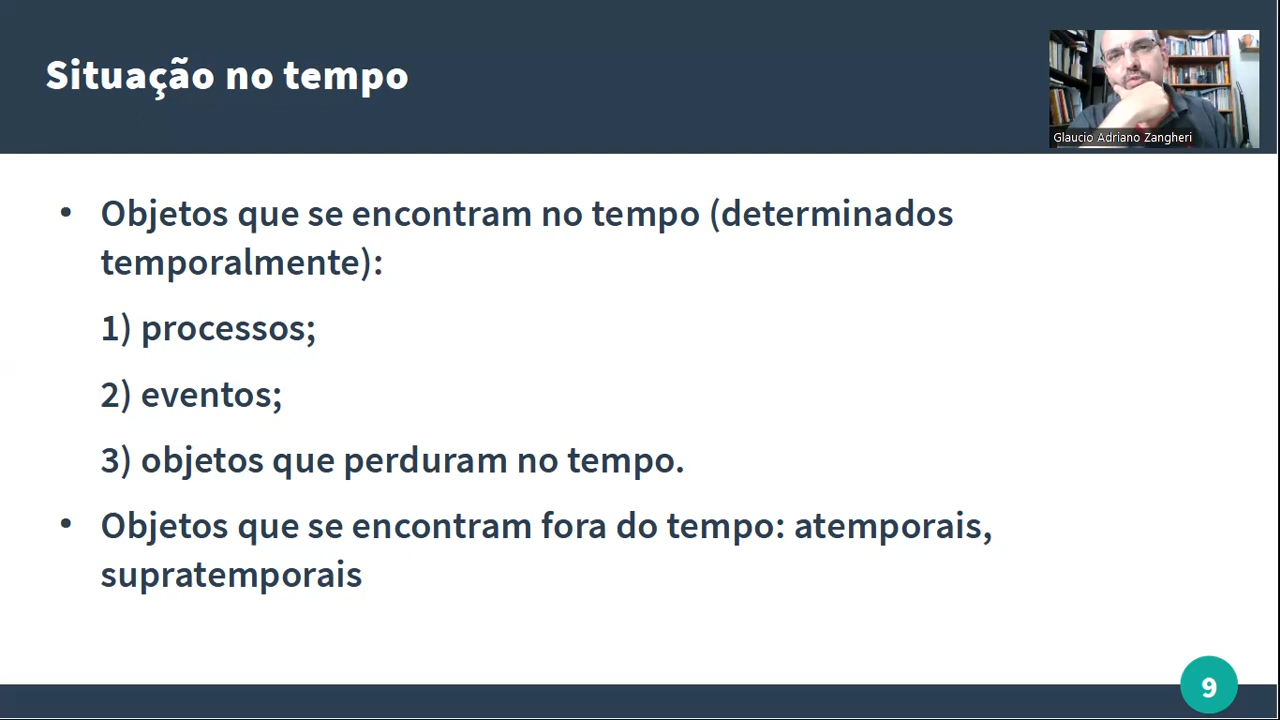 Situação no tempo
Glaucio Adriano Zangheri
• Objetos que se encontram no tempo (determinados
temporalmente):
1) processos;
2) eventos;
3) objetos que perduram no tempo.
• Objetos que se encontram fora do tempo: atemporais,
supratemporais
9